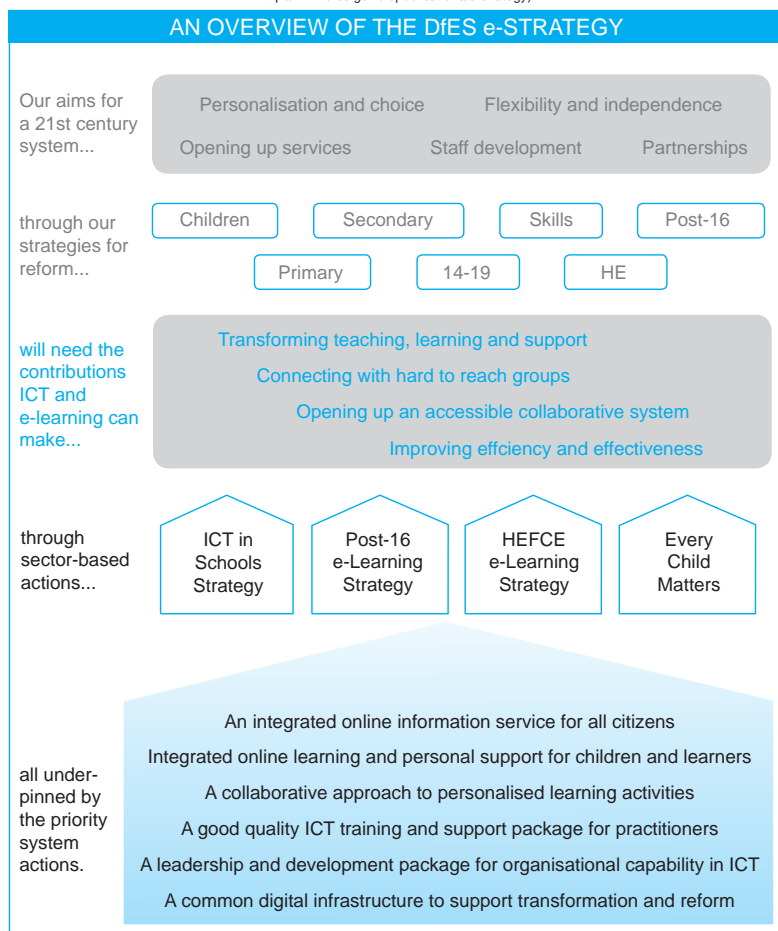 AN OVERVIEW OF THE DfES e-STRATEGY
Our aims for
a 21st century
system...
Personalisation and choice
Flexibility and independence
Opening up services
Staff development
Partnerships
through our
strategies for
reform...
Children
Secondary
Skills
Post-16
Primary
14-19
HE
will need the
contributions
ICT and
e-learning can
make...
Transforming teaching, learning and support
Connecting with hard to reach groups
Opening up an accessible collaborative system
Improving effciency and effectiveness
through
sector-based
actions...
ICT in
Schools
Strategy
Post-16
e-Learning
Strategy
HEFCE
e-Learning
Strategy
Every
Child
Matters
all under-
pinned by
the priority
system
actions.
An integrated online information service for all citizens
Integrated online learning and personal support for children and learners
A collaborative approach to personalised learning activities
A good quality ICT training and support package for practitioners
A leadership and development package for organisational capability in ICT
A common digital infrastructure to support transformation and reform